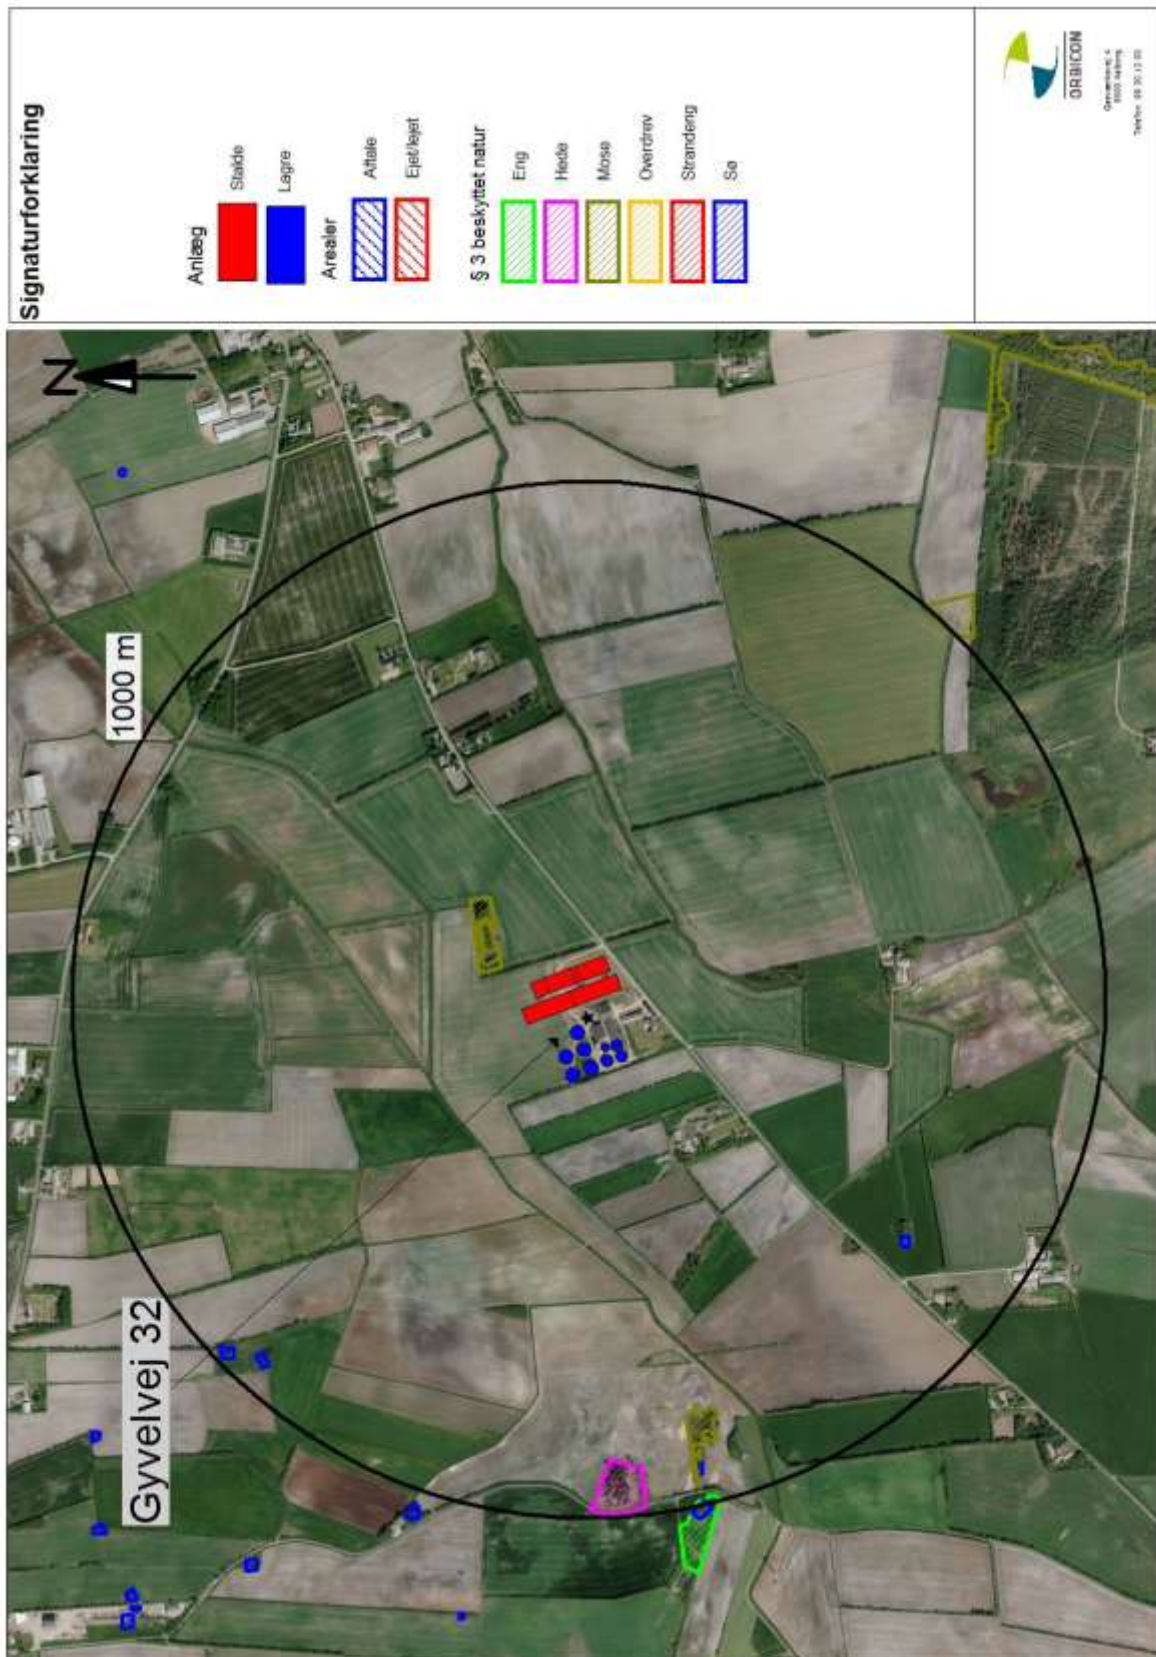 Gyvelvej 32
1000 m
N
Signaturforklaring
Anlæg
Stalde
Lagre
Arealer
Aftale
Ejet/lejet
§ 3 beskyttet natur
Eng
Hede
Mose
Overdrev
Strandeng
Sø
ORBICON